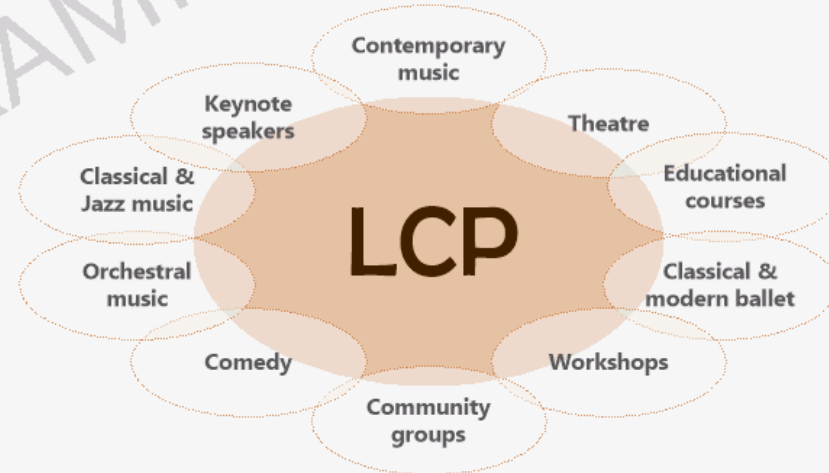 Contemporary
music
Keynote
speakers
Theatre
Classical &
Jazz music
Educational
courses
LCP
Orchestral
music
Classical &
modern ballet
Comedy
Workshops
Community
groups